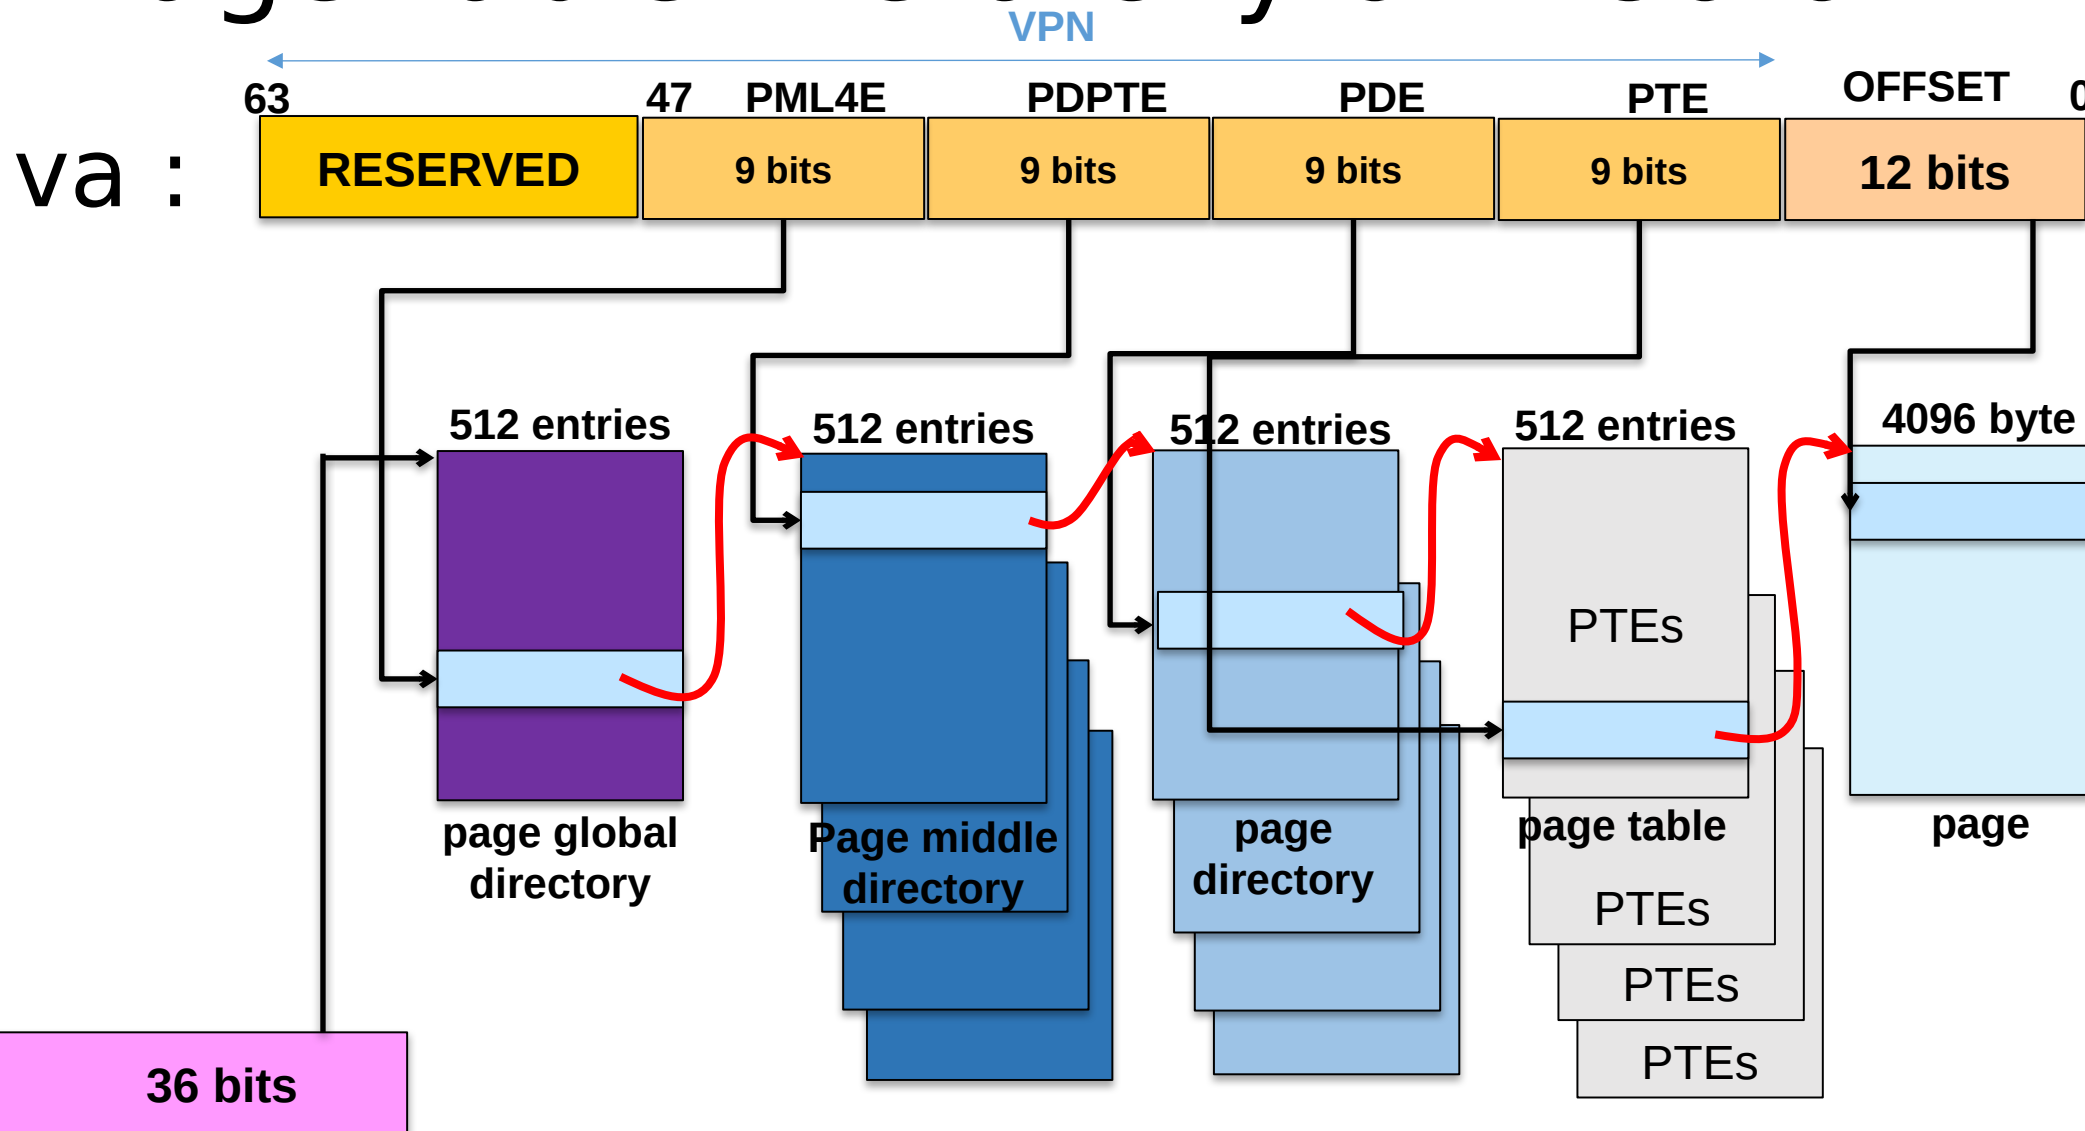 VPN
63
47
PML4E
PDPTE
PDE
PTE
OFFSET
0
va :
RESERVED
9 bits
9 bits
9 bits
9 bits
12 bits
512 entries
512 entries
512 entries
512 entries
4096 byte
PTEs
page global
directory
Page middle
directory
page
directory
page table
page
PTEs
PTEs
PTEs
36 bits